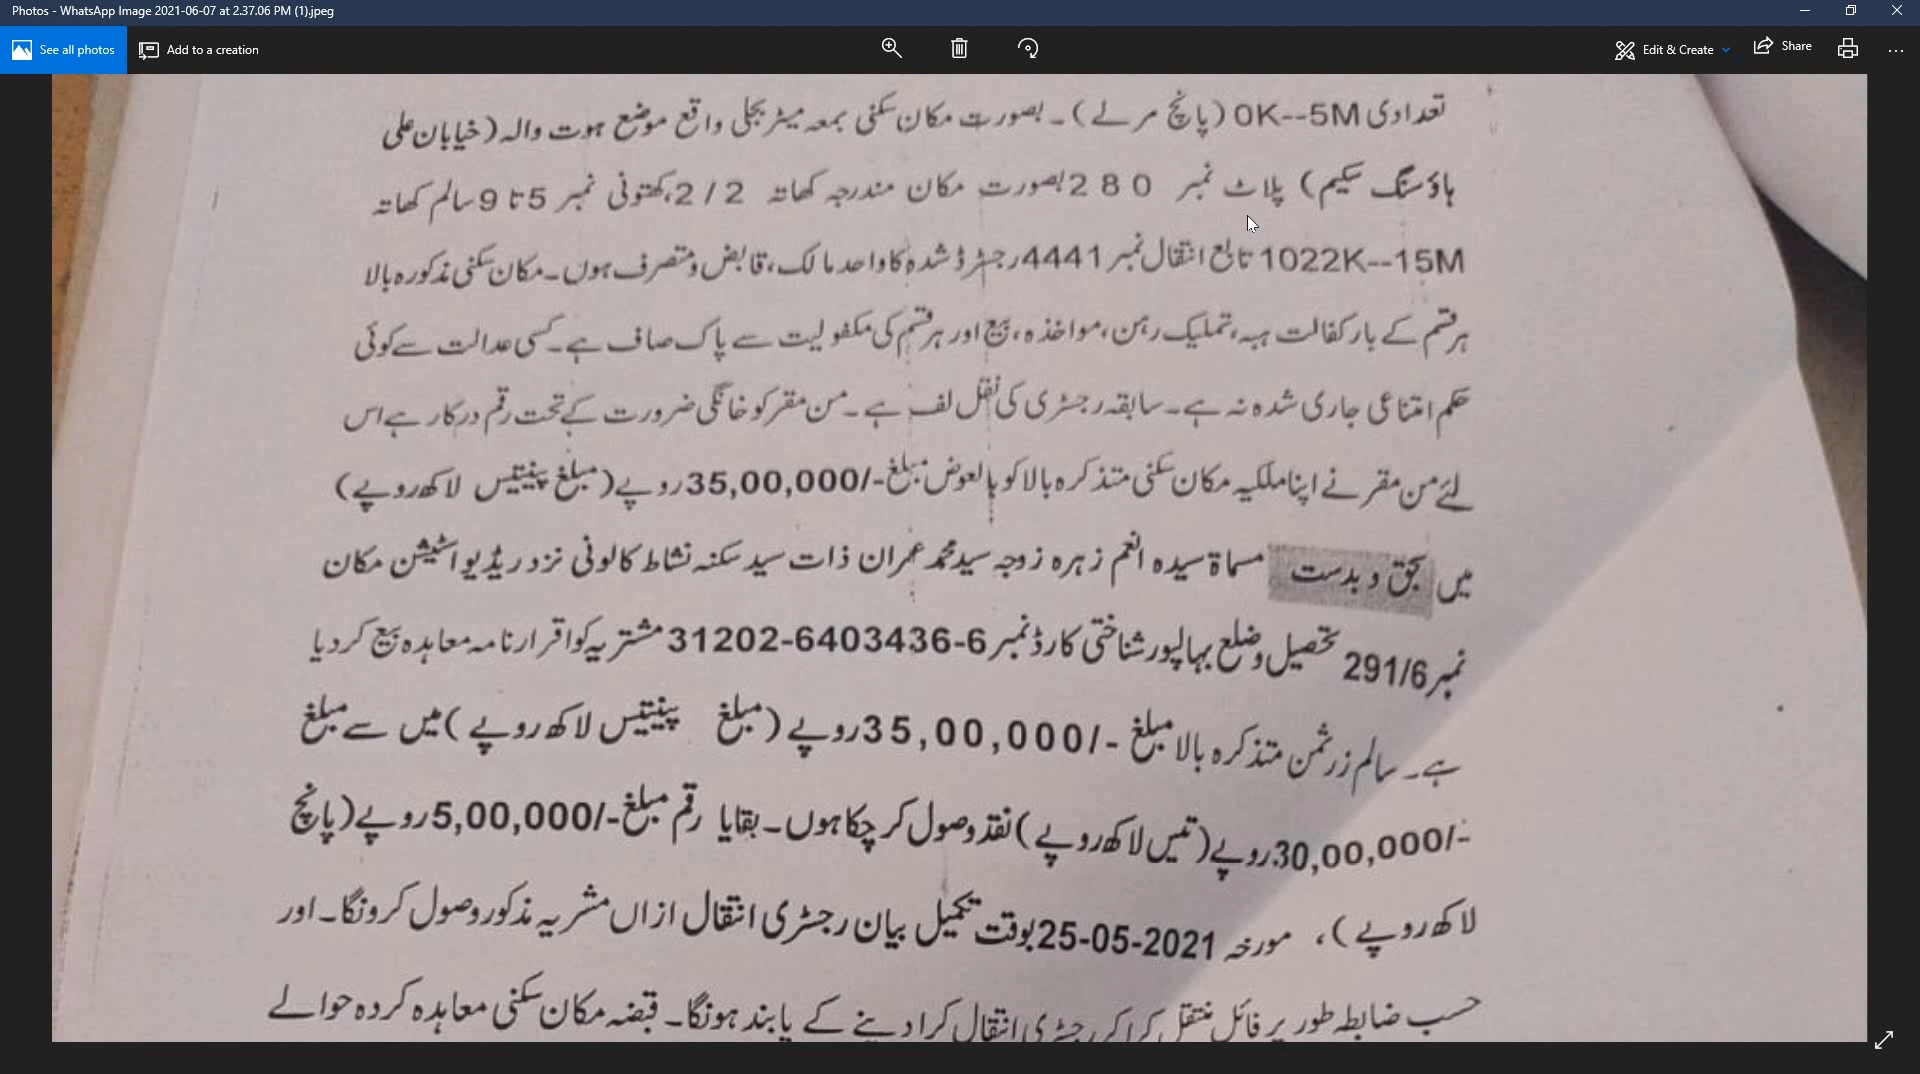 Photos - WhatsApp Image 2021-06-07 at 2.37.06 PM (1).jpeg
See all photos
Add to a creation
Edit & Create
Share
تعدادی 0K--5M (پانچ مرلے)۔ بصورت مکان سکنی بمعہ میٹر بجلی واقع موضع ہوت والہ (خیابان علی
ہاؤسنگ سکیم) پلاٹ نمبر 280 بصورت مکان مندرجہ کھاتہ 2/2، کھتونی نمبر 5 تا 9 سالم کھاتہ
1022K--15M تابع انتقال نمبر 4441 رجسٹرڈ شدہ کا واحد مالک، قابض و متصرف ہوں۔ مکان سکنی مذکورہ بالا
ہر قسم کے بار کفالت ہبہ، تملیک رہن، مواخذہ، بیع اور ہر قسم کی مکفولیت سے پاک صاف ہے۔ کسی عدالت سے کوئی
حکم امتناعی جاری شدہ نہ ہے۔ سابقہ رجسٹری کی نقل لف ہے۔ من مقر کو خانگی ضرورت کے تحت رقم درکار ہے اس
لئے من مقر نے اپنا ملکیہ مکان سکنی متذکرہ بالا کو بالعوض مبلغ -/35,00,000 روپے (مبلغ پینتیس لاکھ روپے)
میں بحق و بدست مسماۃ سیدہ انعم زہرہ زوجہ سید محمد عمران ذات سید سکنہ نشاط کالونی نزد ریڈیو اسٹیشن مکان
نمبر 291/6 تحصیل و ضلع بہالپور شناختی کارڈ نمبر 31202-6403436-6 مشتریہ کو اقرار نامہ معاہدہ بیع کر دیا
ہے۔ سالم زرثمن متذکرہ بالا مبلغ -/35,00,000 روپے (مبلغ پینتیس لاکھ روپے) میں سے مبلغ
-/30,00,000 روپے (تیس لاکھ روپے) نقد وصول کر چکا ہوں۔ بقایا رقم مبلغ -/5,00,000 روپے (پانچ
لاکھ روپے)، مورخہ 25-05-2021 بوقت تکمیل بیان رجسٹری انتقال ازاں مشریہ مذکور وصول کرونگا۔ اور
حسب ضابطہ طور پر فائل منتقل کرا کر رجسٹری انتقال کرا دینے کے پابند ہونگا۔ قبضہ مکان سکنی معاہدہ کردہ حوالے